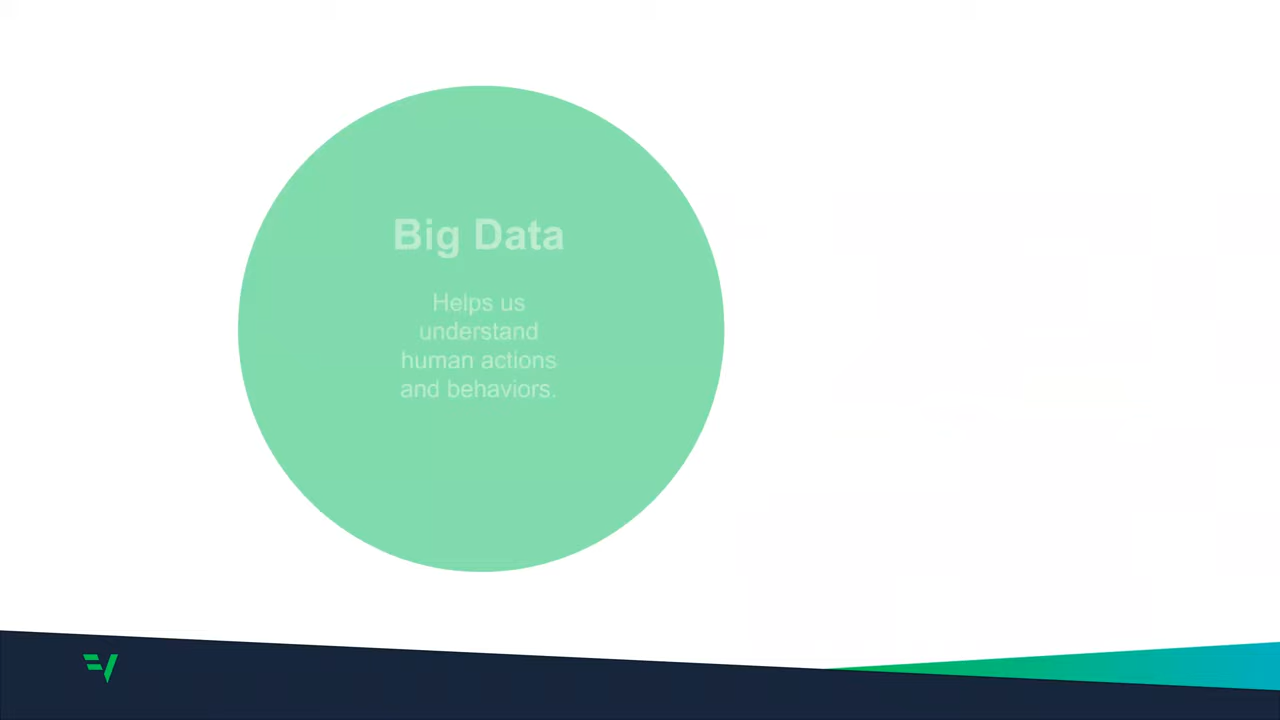 Big Data
Helps us
understand
human actions
and behaviors.